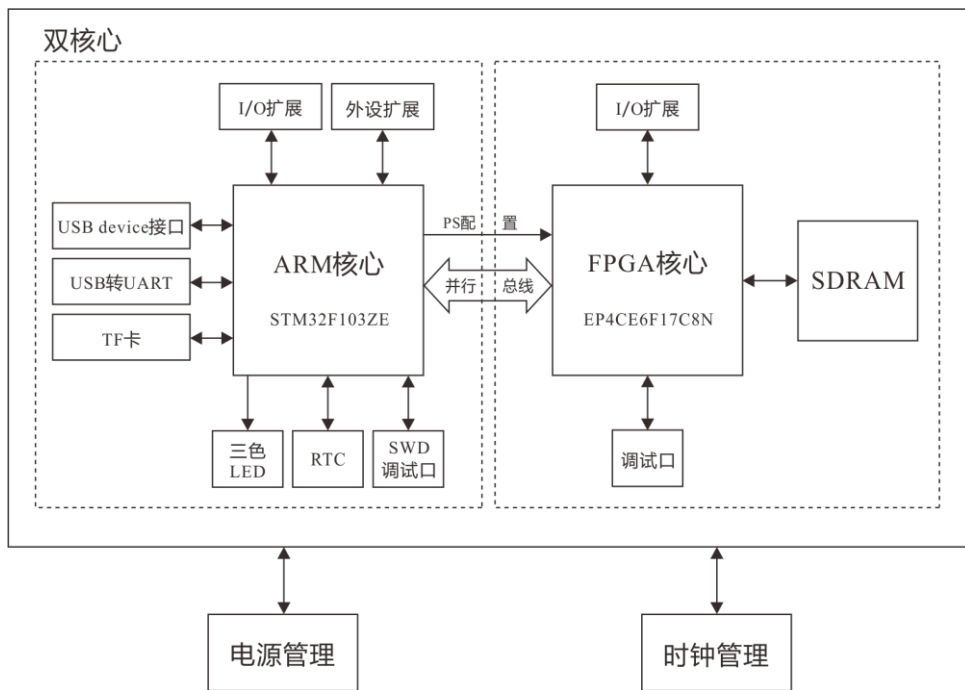 双核心
I/O扩展
外设扩展
I/O扩展
USB device接口
USB转UART
TF卡
ARM核心
STM32F103ZE
PS配 置
并行 总线
FPGA核心
EP4CE6F17C8N
SDRAM
三色
LED
RTC
SWD
调试口
调试口
电源管理
时钟管理